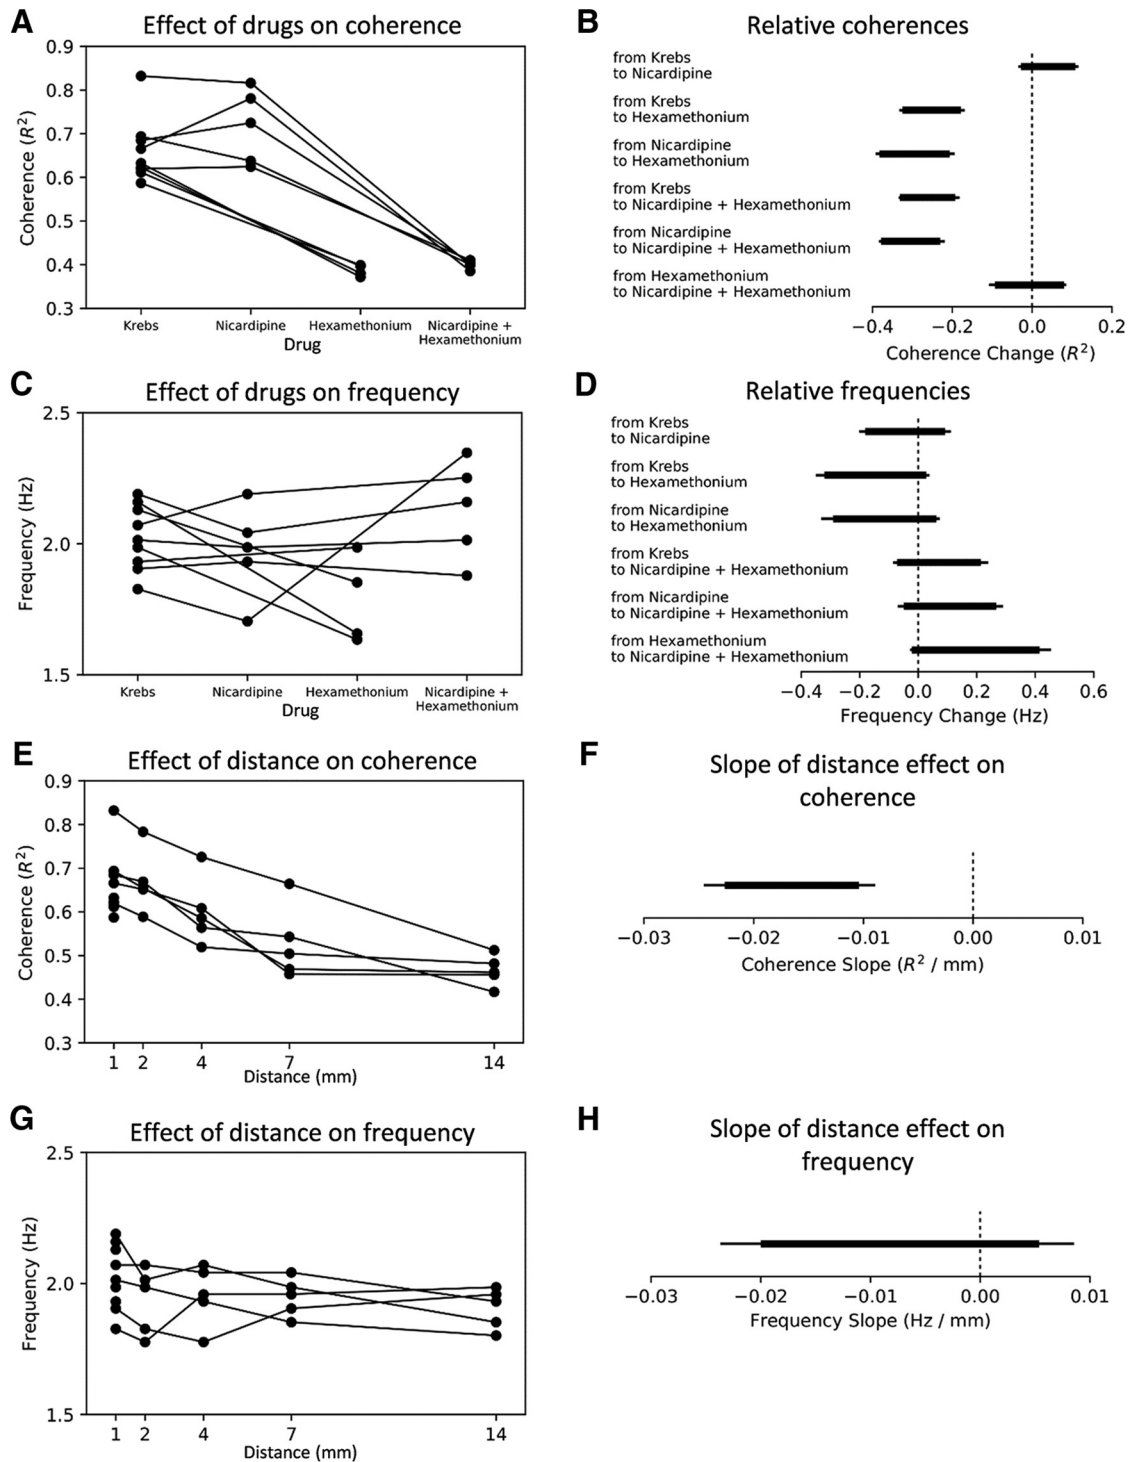 A
Effect of drugs on coherence
0.9
0.8
0.7
0.6
0.5
0.4
0.3
Coherence (R²)
Krebs
Nicardipine
Hexamethonium
Nicardipine +
Hexamethonium
Drug
B
Relative coherences
from Krebs
to Nicardipine
from Krebs
to Hexamethonium
from Nicardipine
to Hexamethonium
from Krebs
to Nicardipine + Hexamethonium
from Nicardipine
to Nicardipine + Hexamethonium
from Hexamethonium
to Nicardipine + Hexamethonium
−0.4 −0.2 0.0 0.2
Coherence Change (R²)
C
Effect of drugs on frequency
2.5
2.0
1.5
Frequency (Hz)
Krebs
Nicardipine
Hexamethonium
Nicardipine +
Hexamethonium
Drug
D
Relative frequencies
from Krebs
to Nicardipine
from Krebs
to Hexamethonium
from Nicardipine
to Hexamethonium
from Krebs
to Nicardipine + Hexamethonium
from Nicardipine
to Nicardipine + Hexamethonium
from Hexamethonium
to Nicardipine + Hexamethonium
−0.4 −0.2 0.0 0.2 0.4 0.6
Frequency Change (Hz)
E
Effect of distance on coherence
0.9
0.8
0.7
0.6
0.5
0.4
0.3
Coherence (R²)
1 2 4 7 14
Distance (mm)
F
Slope of distance effect on
coherence
−0.03 −0.02 −0.01 0.00 0.01
Coherence Slope (R² / mm)
G
Effect of distance on frequency
2.5
2.0
1.5
Frequency (Hz)
1 2 4 7 14
Distance (mm)
H
Slope of distance effect on
frequency
−0.03 −0.02 −0.01 0.00 0.01
Frequency Slope (Hz / mm)